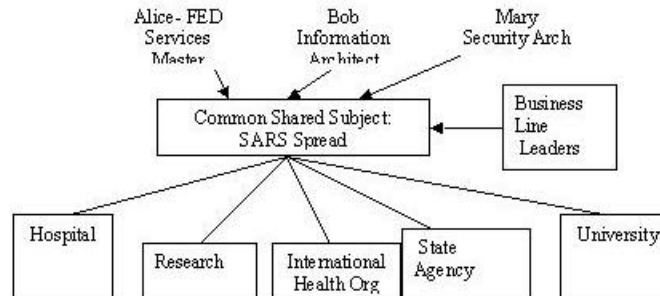 Alice- FED
Services
Master
Bob
Information
Architect
Mary
Security Arch
Common Shared Subject:
SARS Spread
Business
Line
Leaders
Hospital
Research
International
Health Org
State
Agency
University